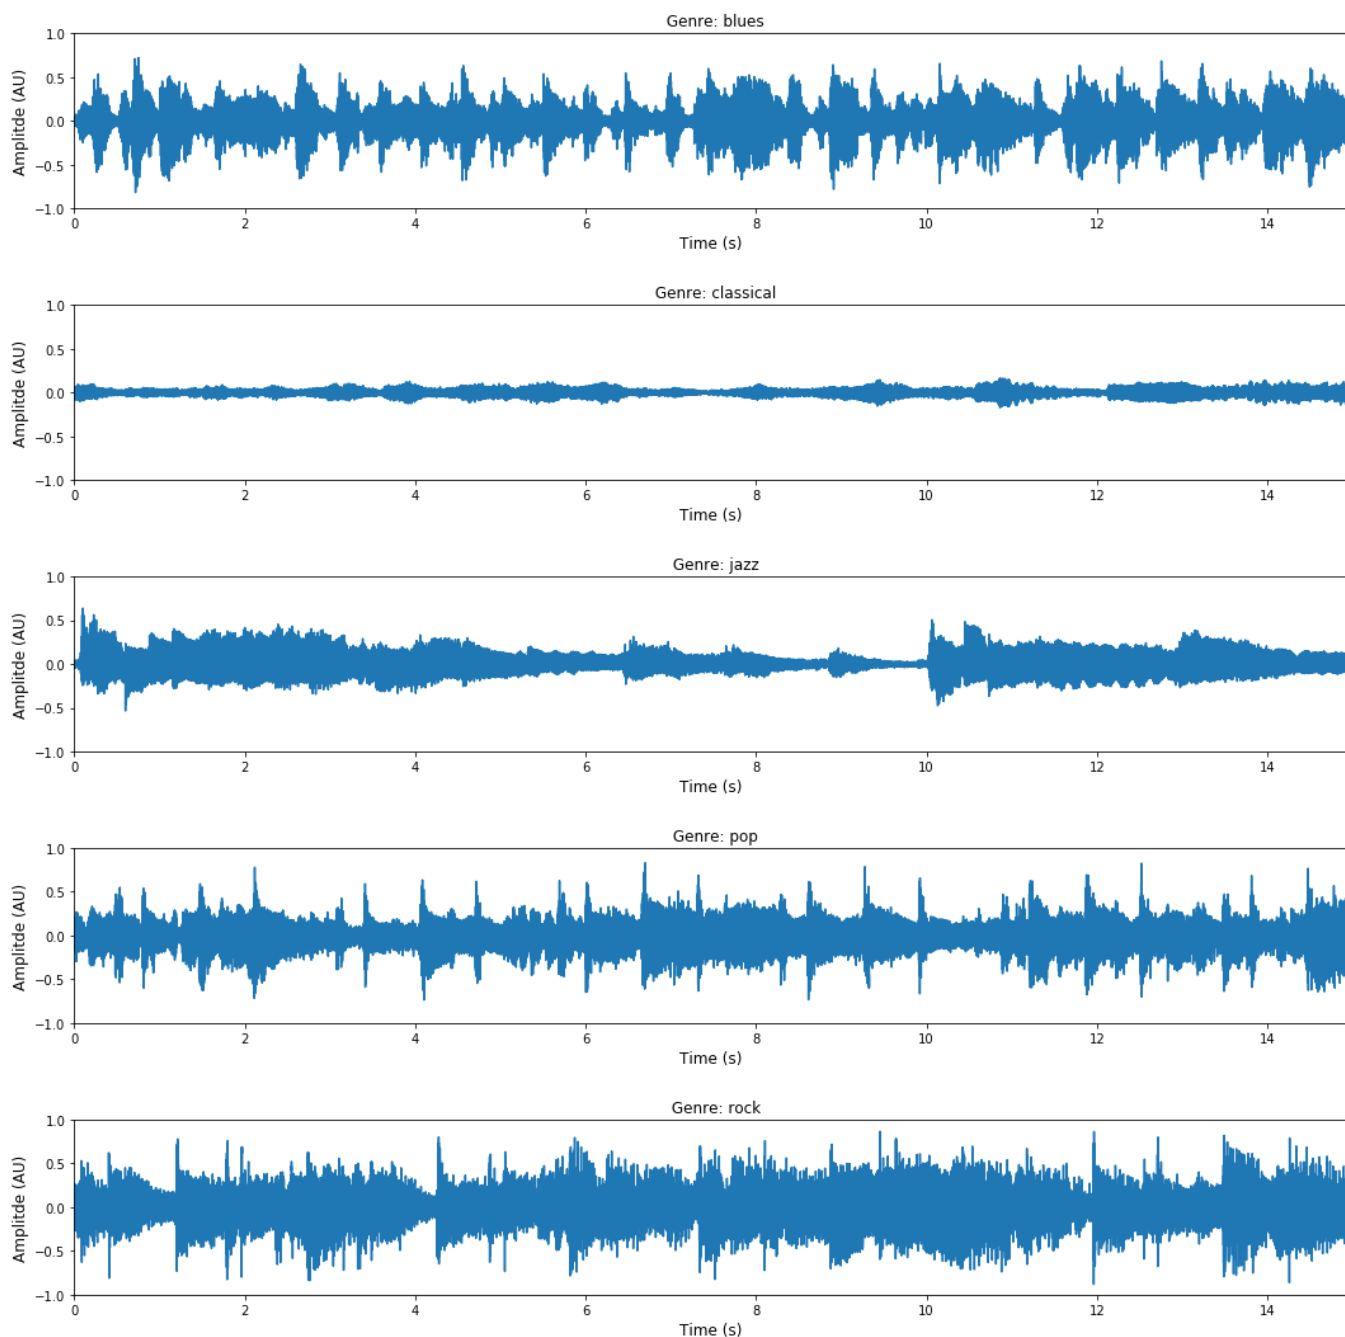 Genre: blues
1.0
0.5
0.0
−0.5
−1.0
Amplitde (AU)
0 2 4 6 8 10 12 14
Time (s)
Genre: classical
1.0
0.5
0.0
−0.5
−1.0
Amplitde (AU)
0 2 4 6 8 10 12 14
Time (s)
Genre: jazz
1.0
0.5
0.0
−0.5
−1.0
Amplitde (AU)
0 2 4 6 8 10 12 14
Time (s)
Genre: pop
1.0
0.5
0.0
−0.5
−1.0
Amplitde (AU)
0 2 4 6 8 10 12 14
Time (s)
Genre: rock
1.0
0.5
0.0
−0.5
−1.0
Amplitde (AU)
0 2 4 6 8 10 12 14
Time (s)